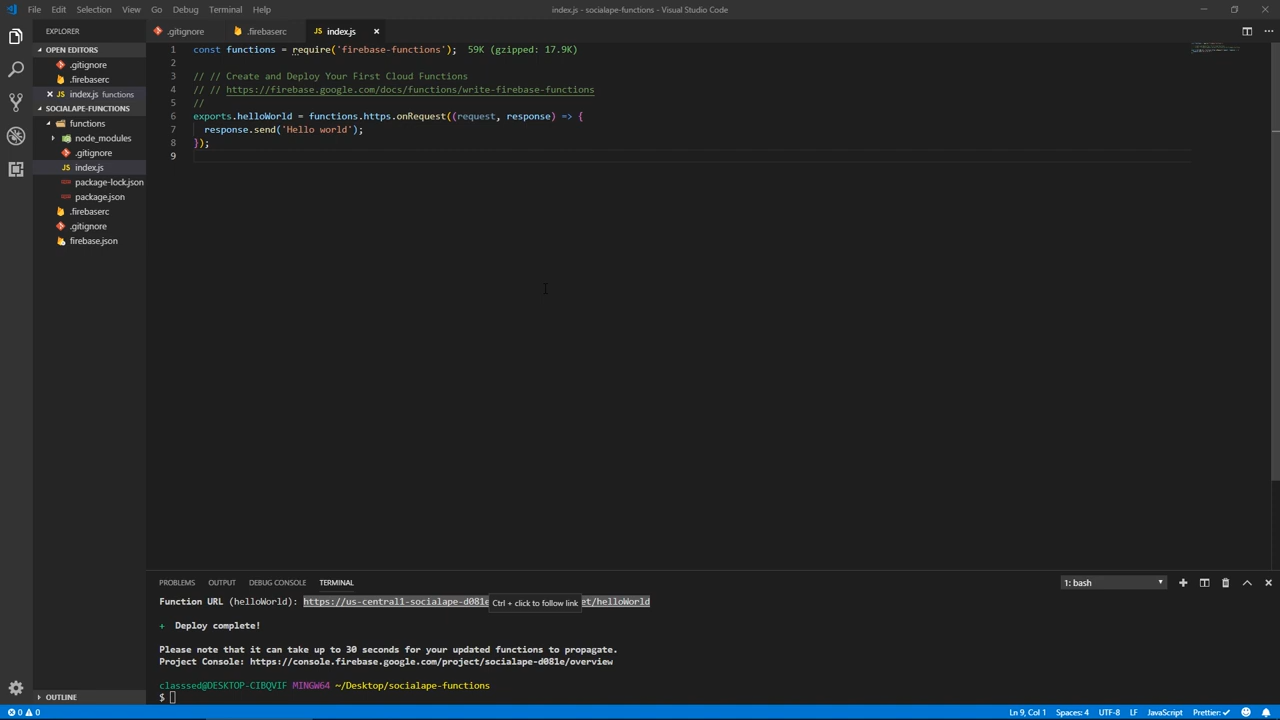 File Edit Selection View Go Debug Terminal Help
index.js - socialape-functions - Visual Studio Code
EXPLORER
OPEN EDITORS
.gitignore
.firebaserc
index.js functions
SOCIALAPE-FUNCTIONS
functions
node_modules
.gitignore
JS index.js
package-lock.json
package.json
.firebaserc
.gitignore
firebase.json
OUTLINE
.gitignore
.firebaserc
JS index.js
1 const functions = require('firebase-functions'); 59K (gzipped: 17.9K)
2
3 // // Create and Deploy Your First Cloud Functions
4 // // https://firebase.google.com/docs/functions/write-firebase-functions
5 //
6 exports.helloWorld = functions.https.onRequest((request, response) => {
7 response.send('Hello world');
8 });
9
PROBLEMS OUTPUT DEBUG CONSOLE TERMINAL
1: bash
Function URL (helloWorld): https://us-central1-socialape-d081e
Ctrl + click to follow link
et/helloWorld
+ Deploy complete!
Please note that it can take up to 30 seconds for your updated functions to propagate.
Project Console: https://console.firebase.google.com/project/socialape-d081e/overview
classsed@DESKTOP-CIBQVIF MINGW64 ~/Desktop/socialape-functions
$
0 0
Ln 9, Col 1 Spaces: 4 UTF-8 LF JavaScript Prettier: ✓